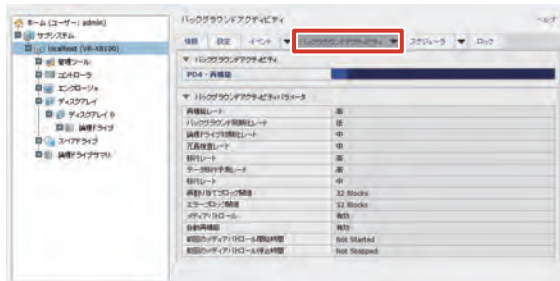 ホーム (ユーザー: admin)
サブシステム
localhost (VR-X8100)
管理ツール
コントローラ
エンクロージャ
ディスクアレイ
ディスクアレイ 0
論理ドライブ
スペアドライブ
論理ドライブサマリ
バックグラウンドアクティビティ
ヘルプ
情報 設定 イベント バックグラウンドアクティビティ スケジューラ ロック
バックグラウンドアクティビティ
PD4 - 再構築
バックグラウンドアクティビティパラメータ
再構築レート 高
バックグラウンド同期化レート 低
論理ドライブ初期化レート 中
冗長検査レート 中
移行レート 高
データ移行予測レート 高
移行レート 中
再割り当てブロック閾値 32 Blocks
エラーブロック閾値 32 Blocks
メディアパトロール 有効
自動再構築 有効
前回のメディアパトロール開始時間 Not Started
前回のメディアパトロール停止時間 Not Stopped